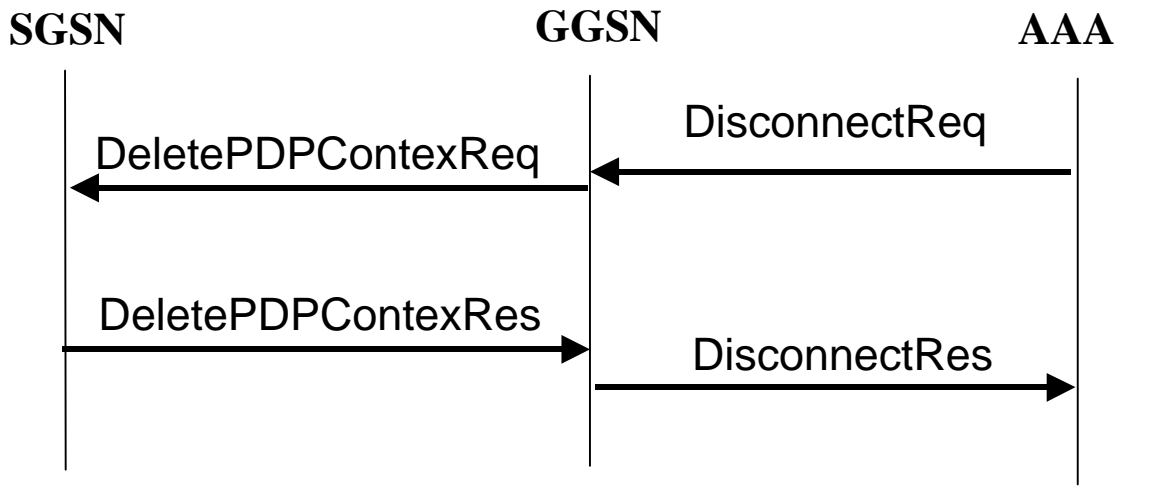 SGSN
GGSN
AAA
DisconnectReq
DeletePDPContexReq
DeletePDPContexRes
DisconnectRes